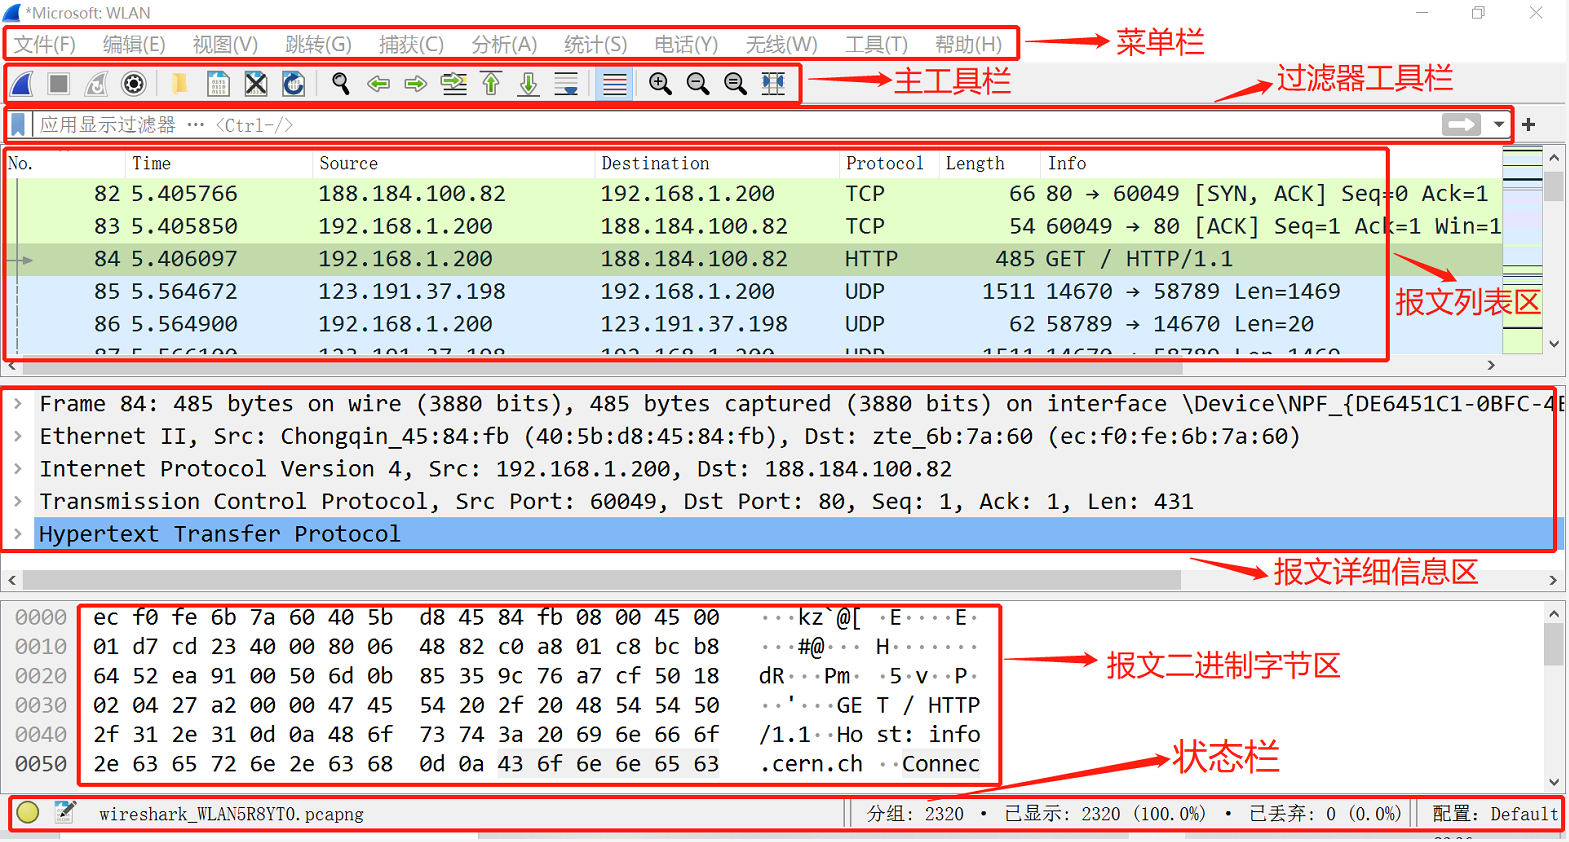 *Microsoft: WLAN
文件(F) 编辑(E) 视图(V) 跳转(G) 捕获(C) 分析(A) 统计(S) 电话(Y) 无线(W) 工具(T) 帮助(H)
菜单栏
主工具栏
过滤器工具栏
应用显示过滤器 … <Ctrl-/>
No. Time Source Destination Protocol Length Info
82 5.405766 188.184.100.82 192.168.1.200 TCP 66 80 → 60049 [SYN, ACK] Seq=0 Ack=1
83 5.405850 192.168.1.200 188.184.100.82 TCP 54 60049 → 80 [ACK] Seq=1 Ack=1 Win=1
84 5.406097 192.168.1.200 188.184.100.82 HTTP 485 GET / HTTP/1.1
85 5.564672 123.191.37.198 192.168.1.200 UDP 1511 14670 → 58789 Len=1469
86 5.564900 192.168.1.200 123.191.37.198 UDP 62 58789 → 14670 Len=20
87 5.566100 123.191.37.198 192.168.1.200 UDP 1511 14670 → 58789 Len=1469
报文列表区
Frame 84: 485 bytes on wire (3880 bits), 485 bytes captured (3880 bits) on interface \Device\NPF_{DE6451C1-0BFC-4E
Ethernet II, Src: Chongqin_45:84:fb (40:5b:d8:45:84:fb), Dst: zte_6b:7a:60 (ec:f0:fe:6b:7a:60)
Internet Protocol Version 4, Src: 192.168.1.200, Dst: 188.184.100.82
Transmission Control Protocol, Src Port: 60049, Dst Port: 80, Seq: 1, Ack: 1, Len: 431
Hypertext Transfer Protocol
报文详细信息区
0000 ec f0 fe 6b 7a 60 40 5b d8 45 84 fb 08 00 45 00 ···kz`@[ ·E····E·
0010 01 d7 cd 23 40 00 80 06 48 82 c0 a8 01 c8 bc b8 ···#@··· H·······
0020 64 52 ea 91 00 50 6d 0b 85 35 9c 76 a7 cf 50 18 dR···Pm· ·5·v··P·
0030 02 04 27 a2 00 00 47 45 54 20 2f 20 48 54 54 50 ··'···GE T / HTTP
0040 2f 31 2e 31 0d 0a 48 6f 73 74 3a 20 69 6e 66 6f /1.1··Ho st: info
0050 2e 63 65 72 6e 2e 63 68 0d 0a 43 6f 6e 6e 65 63 .cern.ch ··Connec
报文二进制字节区
状态栏
wireshark_WLAN5R8YT0.pcapng 分组: 2320 · 已显示: 2320 (100.0%) · 已丢弃: 0 (0.0%) 配置: Default